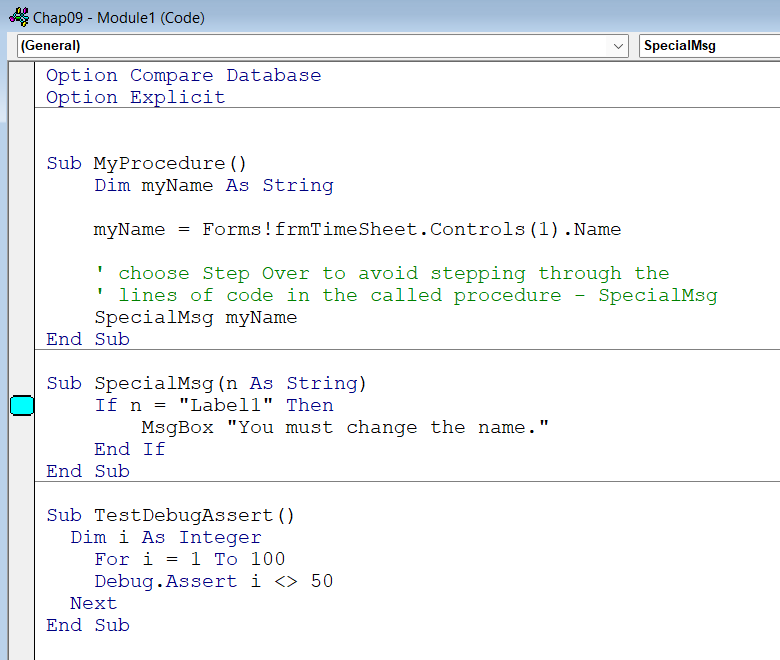 Chap09 - Module1 (Code)
(General) SpecialMsg
Option Compare Database
Option Explicit
Sub MyProcedure()
    Dim myName As String
    myName = Forms!frmTimeSheet.Controls(1).Name
    ' choose Step Over to avoid stepping through the
    ' lines of code in the called procedure - SpecialMsg
    SpecialMsg myName
End Sub
Sub SpecialMsg(n As String)
    If n = "Label1" Then
        MsgBox "You must change the name."
    End If
End Sub
Sub TestDebugAssert()
  Dim i As Integer
    For i = 1 To 100
    Debug.Assert i <> 50
  Next
End Sub